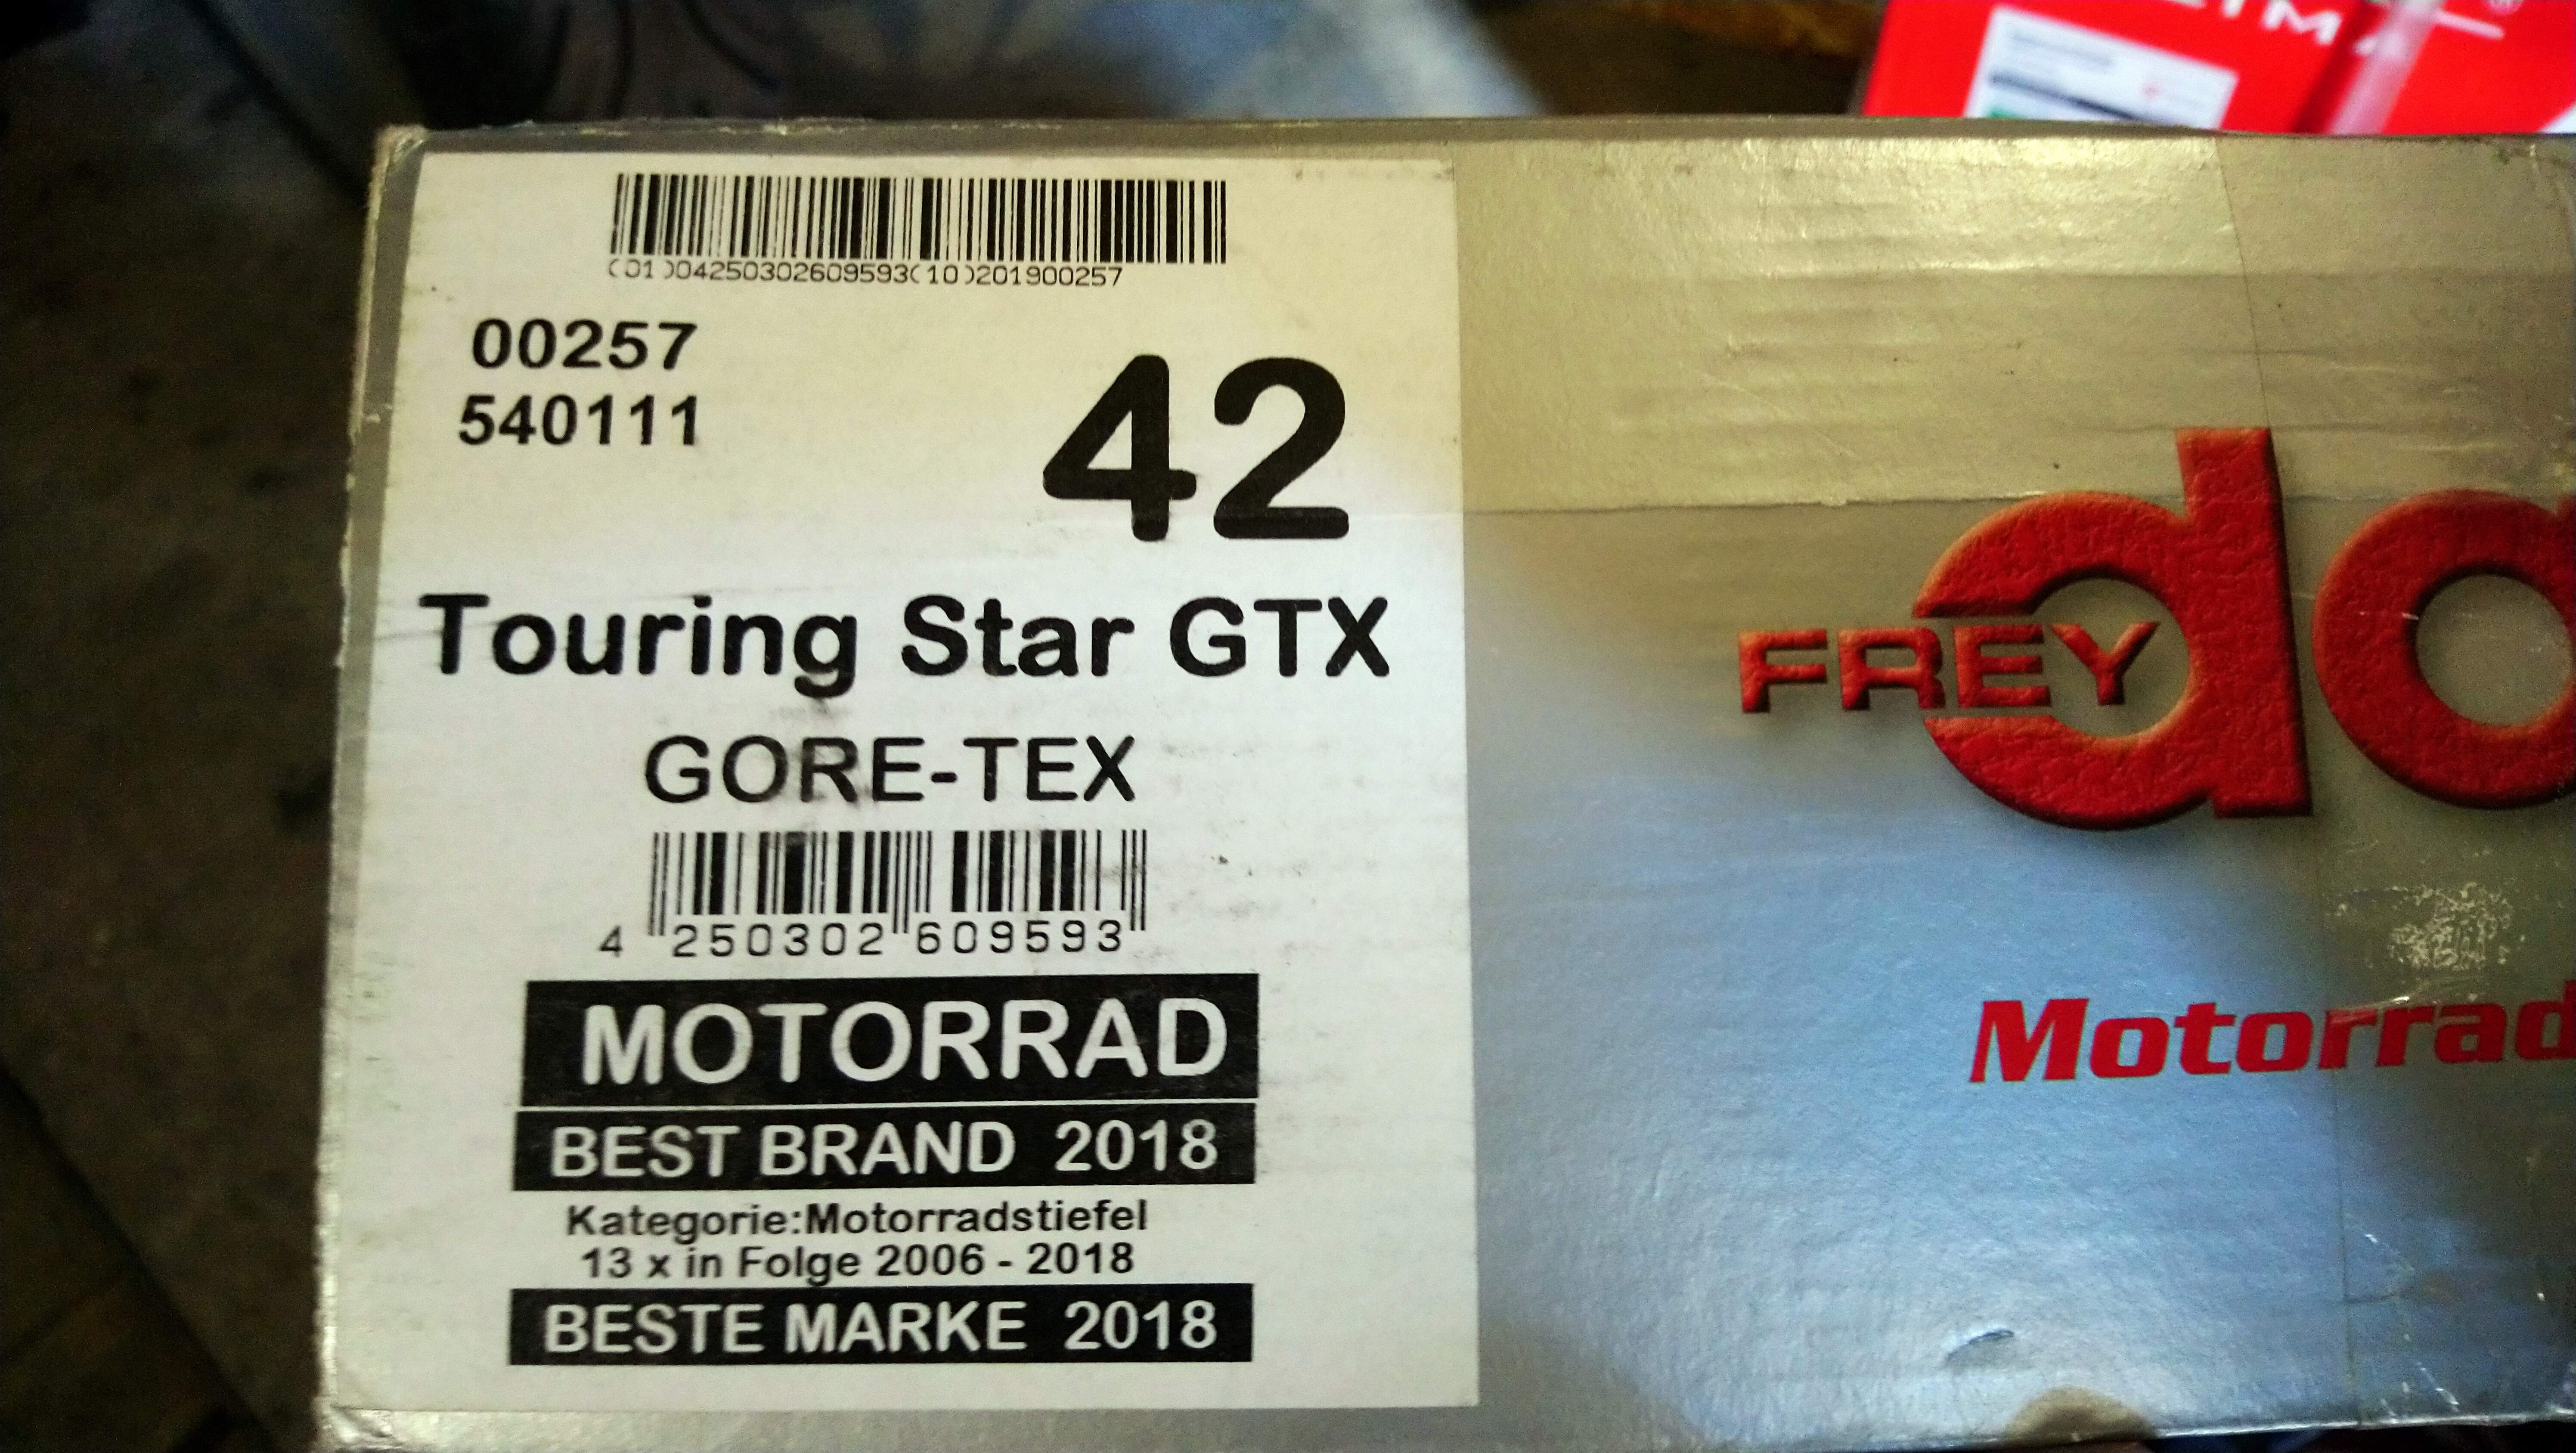 (01)04250302609593(10)201900257
00257
540111
42
Touring Star GTX
GORE-TEX
4 250302 609593
MOTORRAD
BEST BRAND 2018
Kategorie:Motorradstiefel
13 x in Folge 2006 - 2018
BESTE MARKE 2018
FREY
Motorrad